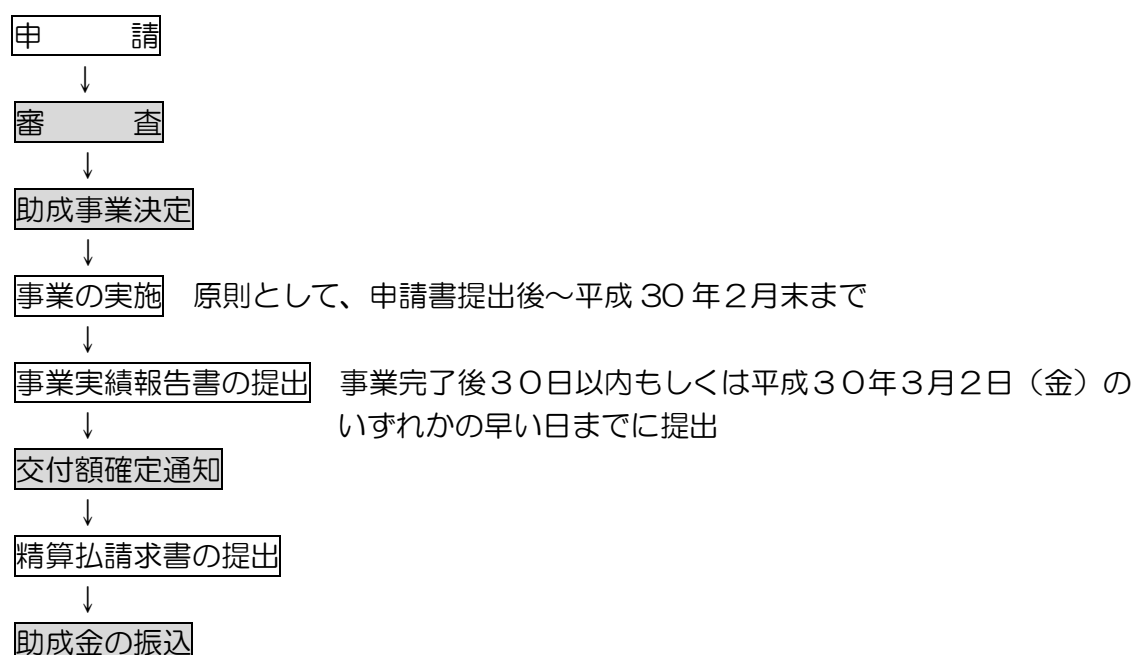 申　　　請
↓
審　　　査
↓
助成事業決定
↓
事業の実施　原則として、申請書提出後～平成 30 年２月末まで
↓
事業実績報告書の提出　事業完了後３０日以内もしくは平成３０年３月２日（金）の
↓　いずれかの早い日までに提出
交付額確定通知
↓
精算払請求書の提出
↓
助成金の振込